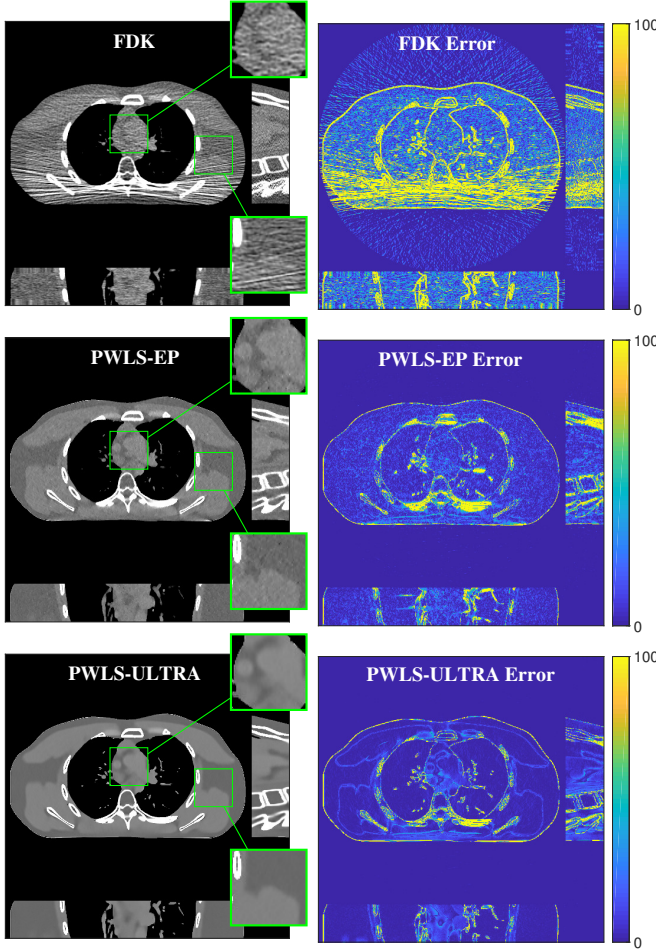 FDK
FDK Error
100
0
PWLS-EP
PWLS-EP Error
100
0
PWLS-ULTRA
PWLS-ULTRA Error
100
0